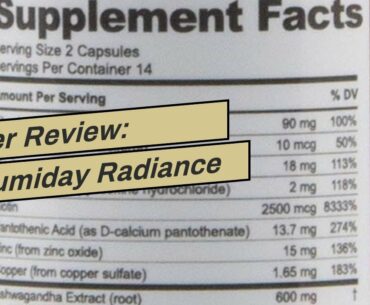 Supplement Facts
erving Size 2 Capsules
ervings Per Container 14
mount Per Serving % DV
er Review:
umiday Radiance
90 mg 100%
10 mcg 50%
18 mg 113%
hydrochloride) 2 mg 118%
iotin 2500 mcg 8333%
antothenic Acid (as D-calcium pantothenate) 13.7 mg 274%
inc (from zinc oxide) 15 mg 136%
opper (from copper sulfate) 1.65 mg 183%
shwagandha Extract (root) 600 mg †